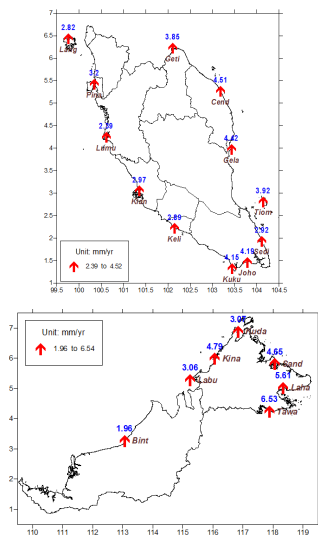 6.5
6
5.5
5
4.5
4
3.5
3
2.5
2
1.5
1
2.82
Lang
3.85
Geti
3.2
Pina
4.51
Cend
2.39
Lumu
4.42
Gela
2.97
Klan
3.92
Tiom
2.89
Keli
2.92
Sedi
4.15
Kuku
4.19
Joho
Unit: mm/yr
2.39 to 4.52
99.5 100 100.5 101 101.5 102 102.5 103 103.5 104 104.5
7
6
5
4
3
2
1
Unit: mm/yr
1.96 to 6.54
4.79
Kina
4.65
Sand
3.06
Labu
5.61
Laha
6.53
Tawa
1.96
Bint
110 111 112 113 114 115 116 117 118 119